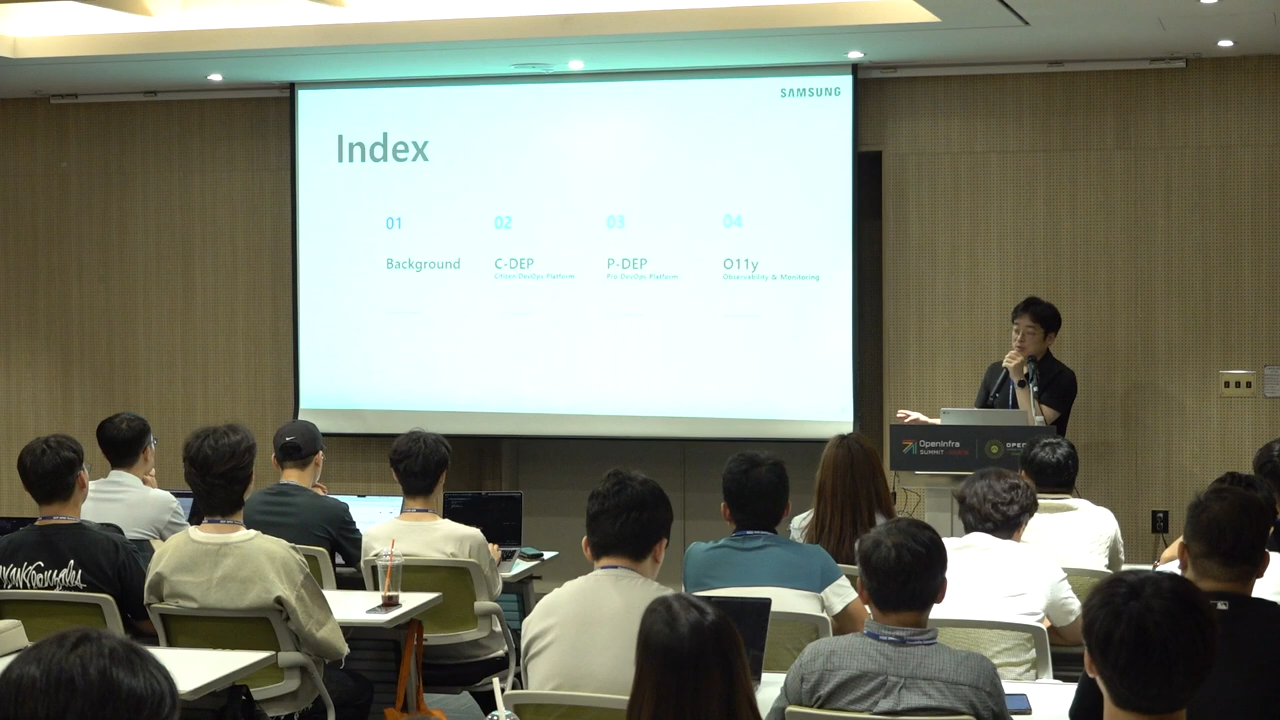 SAMSUNG
Index
01
02
03
04
Background
C-DEP
Citizen DevOps Platform
P-DEP
Pro DevOps Platform
O11y
Observability & Monitoring
OpenInfra
SUMMIT